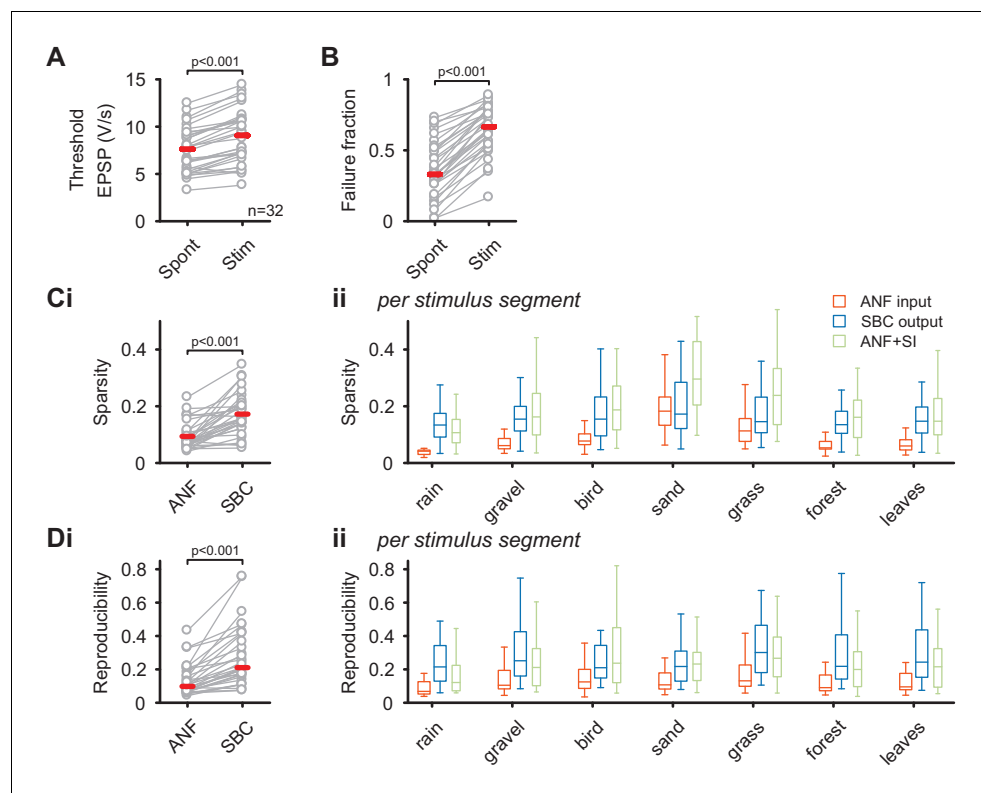 A
B
p<0.001
p<0.001
Threshold
EPSP (V/s)
15
10
5
0
n=32
Spont
Stim
Failure fraction
1
0.5
0
Spont
Stim
Ci
ii per stimulus segment
ANF input
SBC output
ANF+SI
p<0.001
Sparsity
0.4
0.2
0
ANF
SBC
Sparsity
0.4
0.2
0
rain
gravel
bird
sand
grass
forest
leaves
Di
ii per stimulus segment
p<0.001
Reproducibility
0.8
0.6
0.4
0.2
0
ANF
SBC
Reproducibility
0.8
0.6
0.4
0.2
0
rain
gravel
bird
sand
grass
forest
leaves